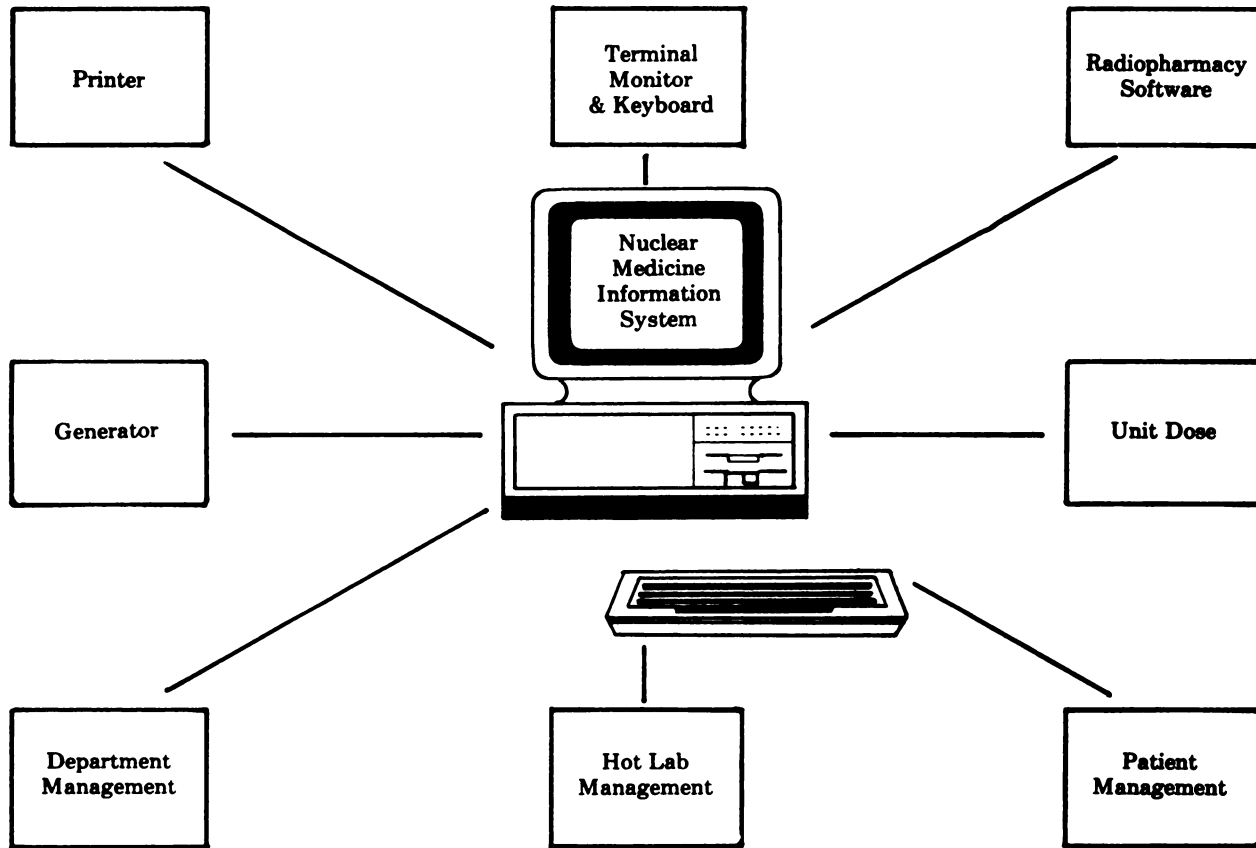 Printer
Terminal
Monitor
& Keyboard
Radiopharmacy
Software
Nuclear
Medicine
Information
System
Generator
Unit Dose
Department
Management
Hot Lab
Management
Patient
Management